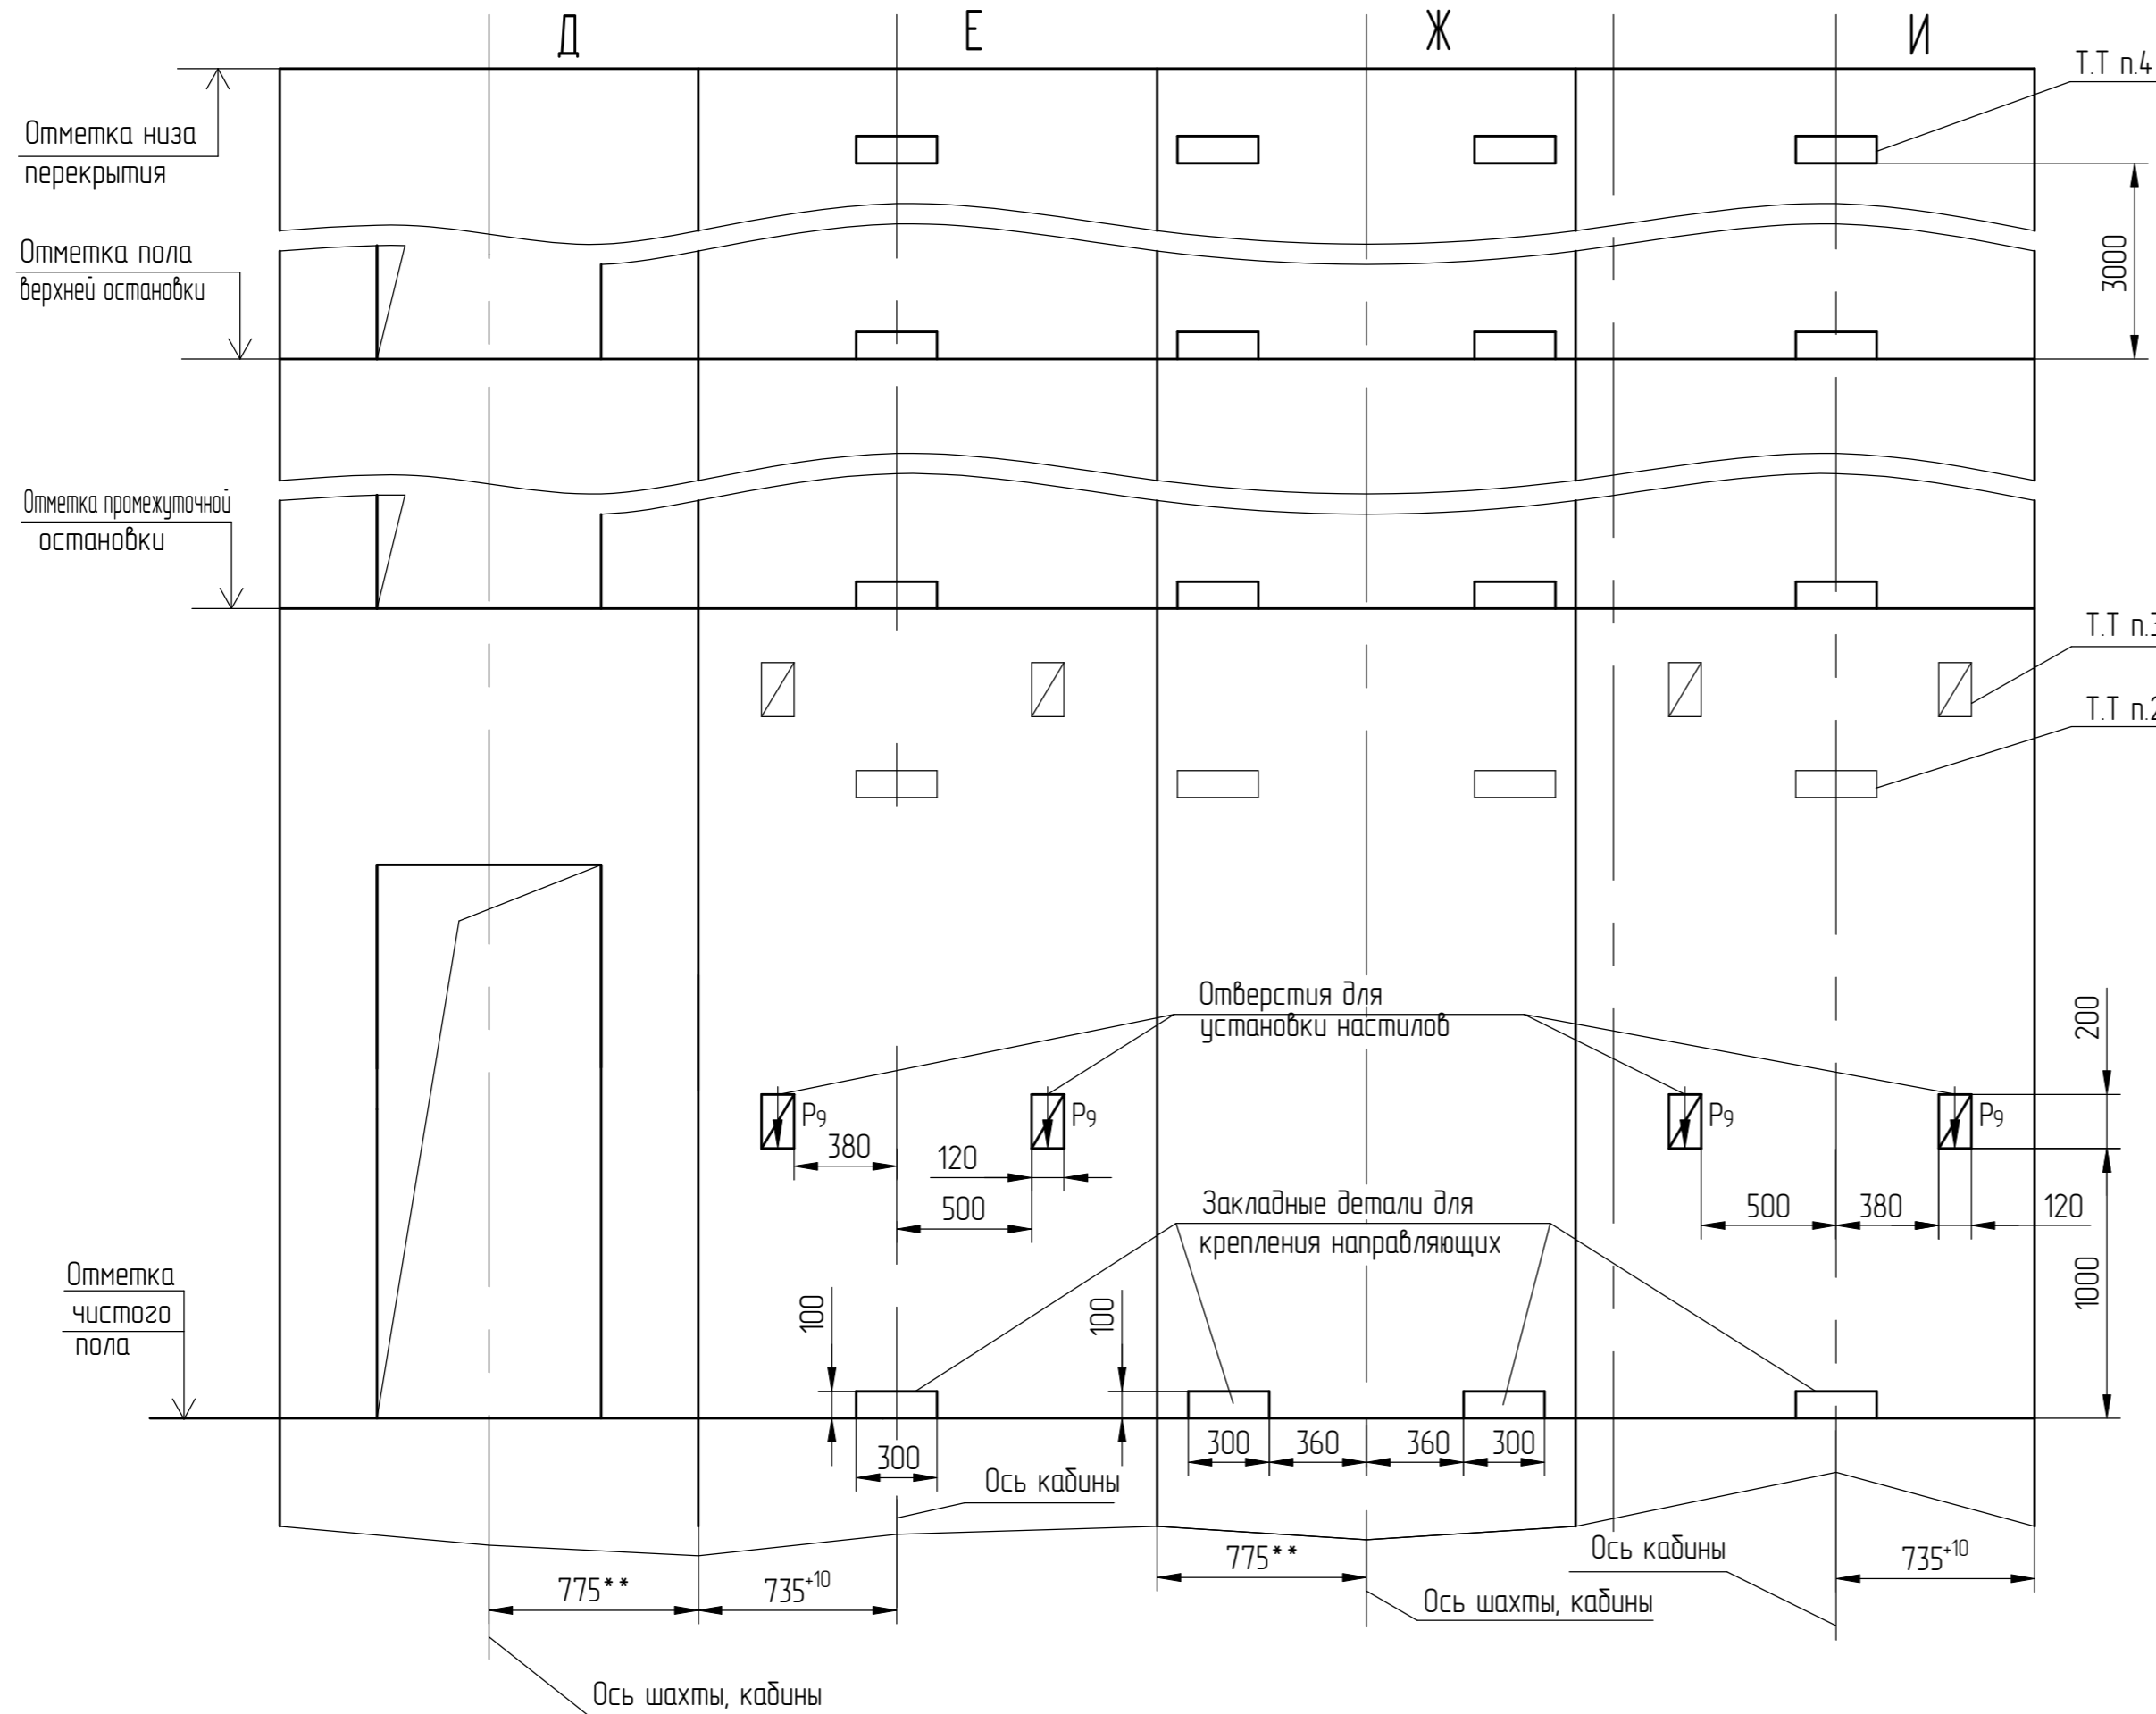 Д
Е
Ж
И
Т.Т п.4
Отметка низа
перекрытия
Отметка пола
верхней остановки
3000
Отметка промежуточной
остановки
Т.Т п.3
Т.Т п.2
Отверстия для
установки настилов
200
P9
P9
P9
P9
380
120
500
500
380
120
Закладные детали для
крепления направляющих
1000
Отметка
чистого
пола
100
100
300
300
360
360
300
Ось кабины
Ось кабины
775**
735+10
775**
735+10
Ось шахты, кабины
Ось шахты, кабины